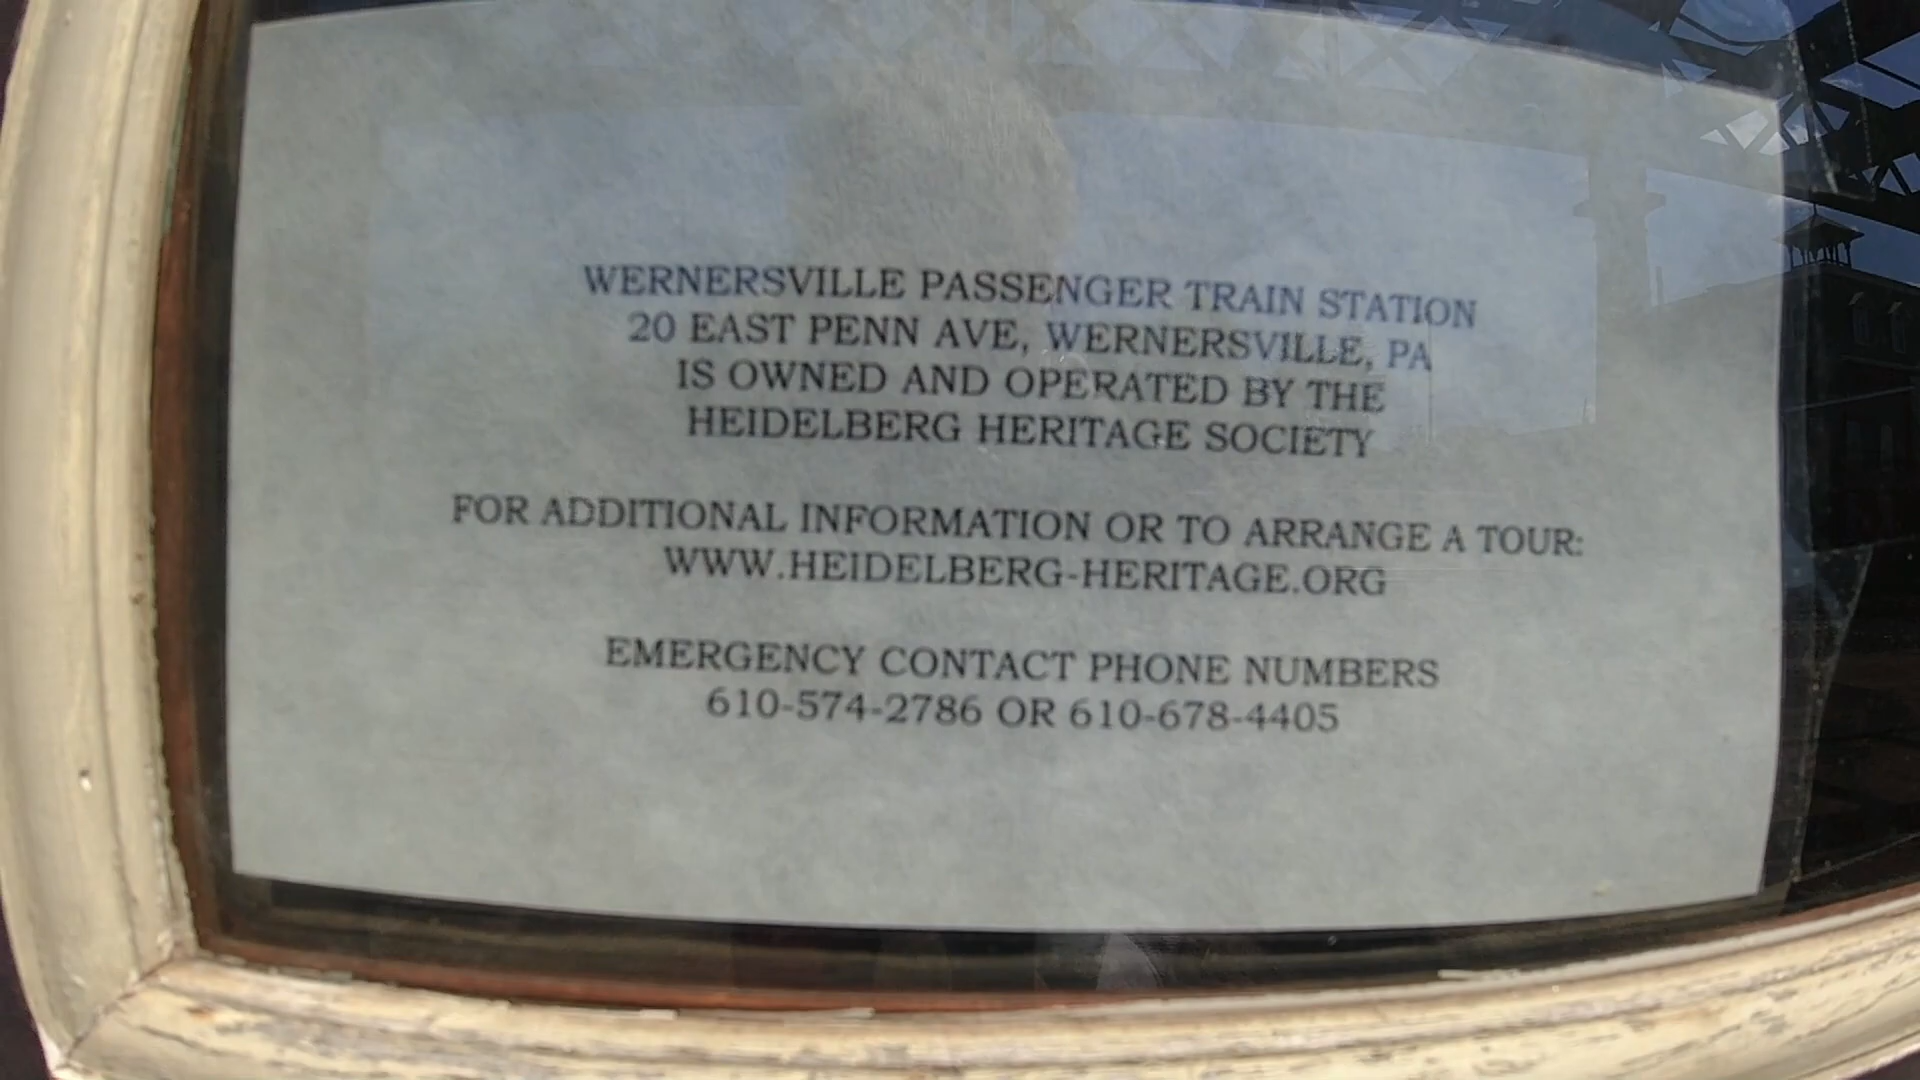 WERNERSVILLE PASSENGER TRAIN STATION
20 EAST PENN AVE, WERNERSVILLE, PA
IS OWNED AND OPERATED BY THE
HEIDELBERG HERITAGE SOCIETY
FOR ADDITIONAL INFORMATION OR TO ARRANGE A TOUR:
WWW.HEIDELBERG-HERITAGE.ORG
EMERGENCY CONTACT PHONE NUMBERS
610-574-2786 OR 610-678-4405